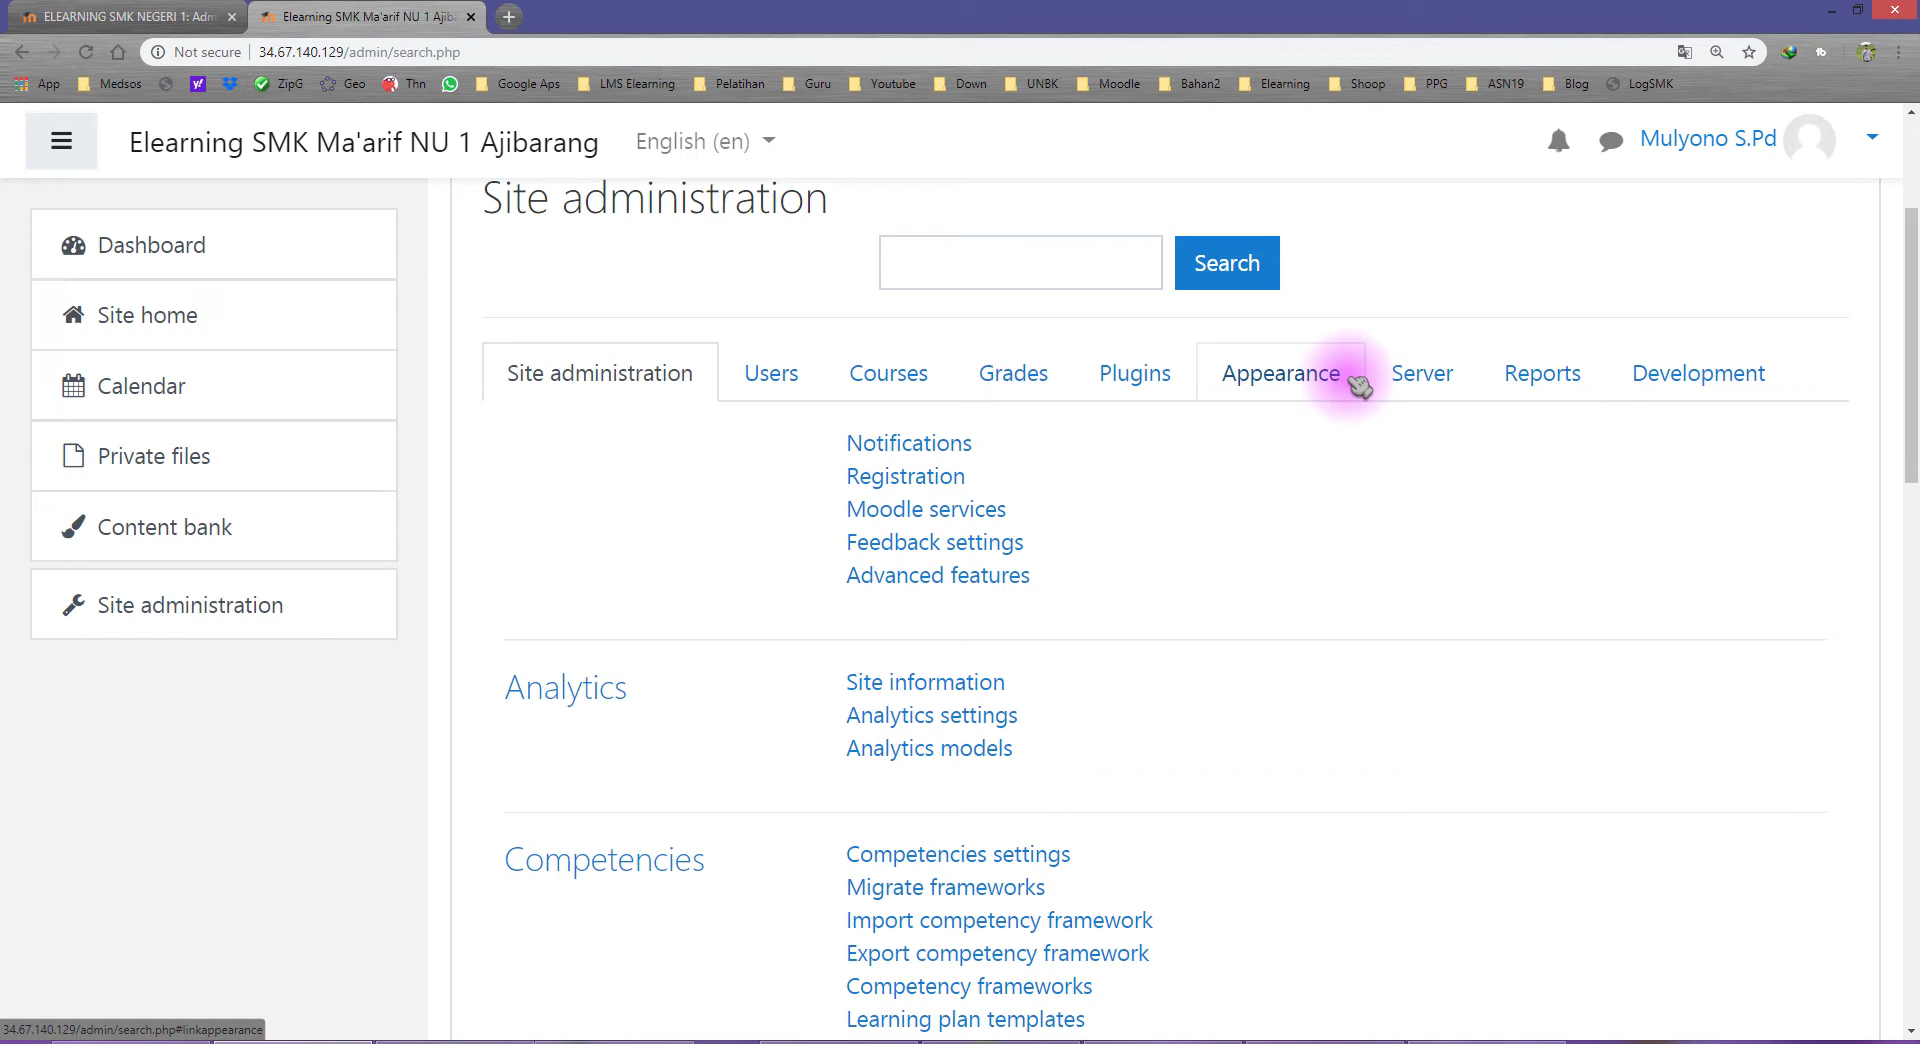 ELEARNING SMK NEGERI 1: Adm
Elearning SMK Ma'arif NU 1 Ajib
Not secure
34.67.140.129/admin/search.php
App Medsos ZipG Geo Thn Google Aps LMS Elearning Pelatihan Guru Youtube Down UNBK Moodle Bahan2 Elearning Shoop PPG ASN19 Blog LogSMK
Elearning SMK Ma'arif NU 1 Ajibarang English (en) Mulyono S.Pd
Site administration
Dashboard
Site home
Calendar
Private files
Content bank
Site administration
Search
Site administration Users Courses Grades Plugins Appearance Server Reports Development
Notifications
Registration
Moodle services
Feedback settings
Advanced features
Analytics
Site information
Analytics settings
Analytics models
Competencies
Competencies settings
Migrate frameworks
Import competency framework
Export competency framework
Competency frameworks
Learning plan templates
34.67.140.129/admin/search.php#linkappearance